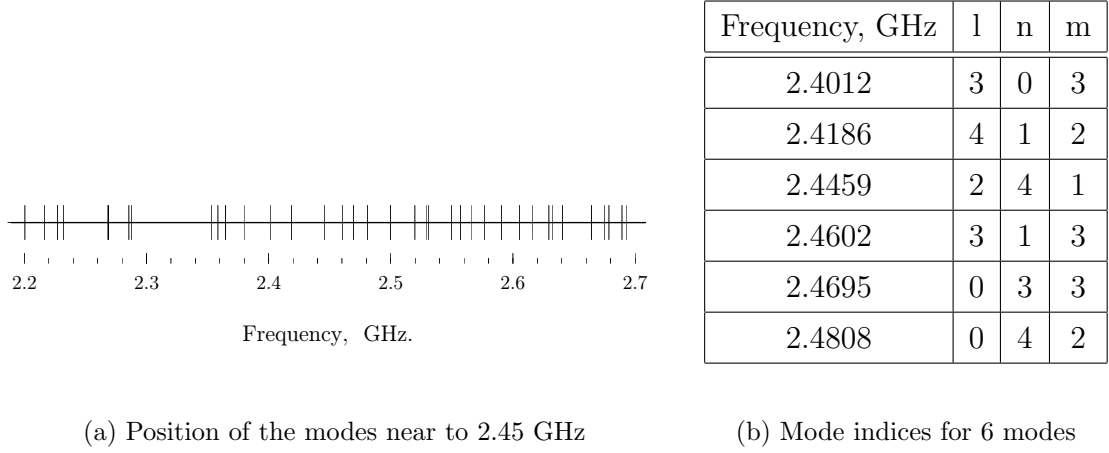 2.2 2.3 2.4 2.5 2.6 2.7
Frequency, GHz.
(a) Position of the modes near to 2.45 GHz
Frequency, GHz l n m
2.4012 3 0 3
2.4186 4 1 2
2.4459 2 4 1
2.4602 3 1 3
2.4695 0 3 3
2.4808 0 4 2
(b) Mode indices for 6 modes